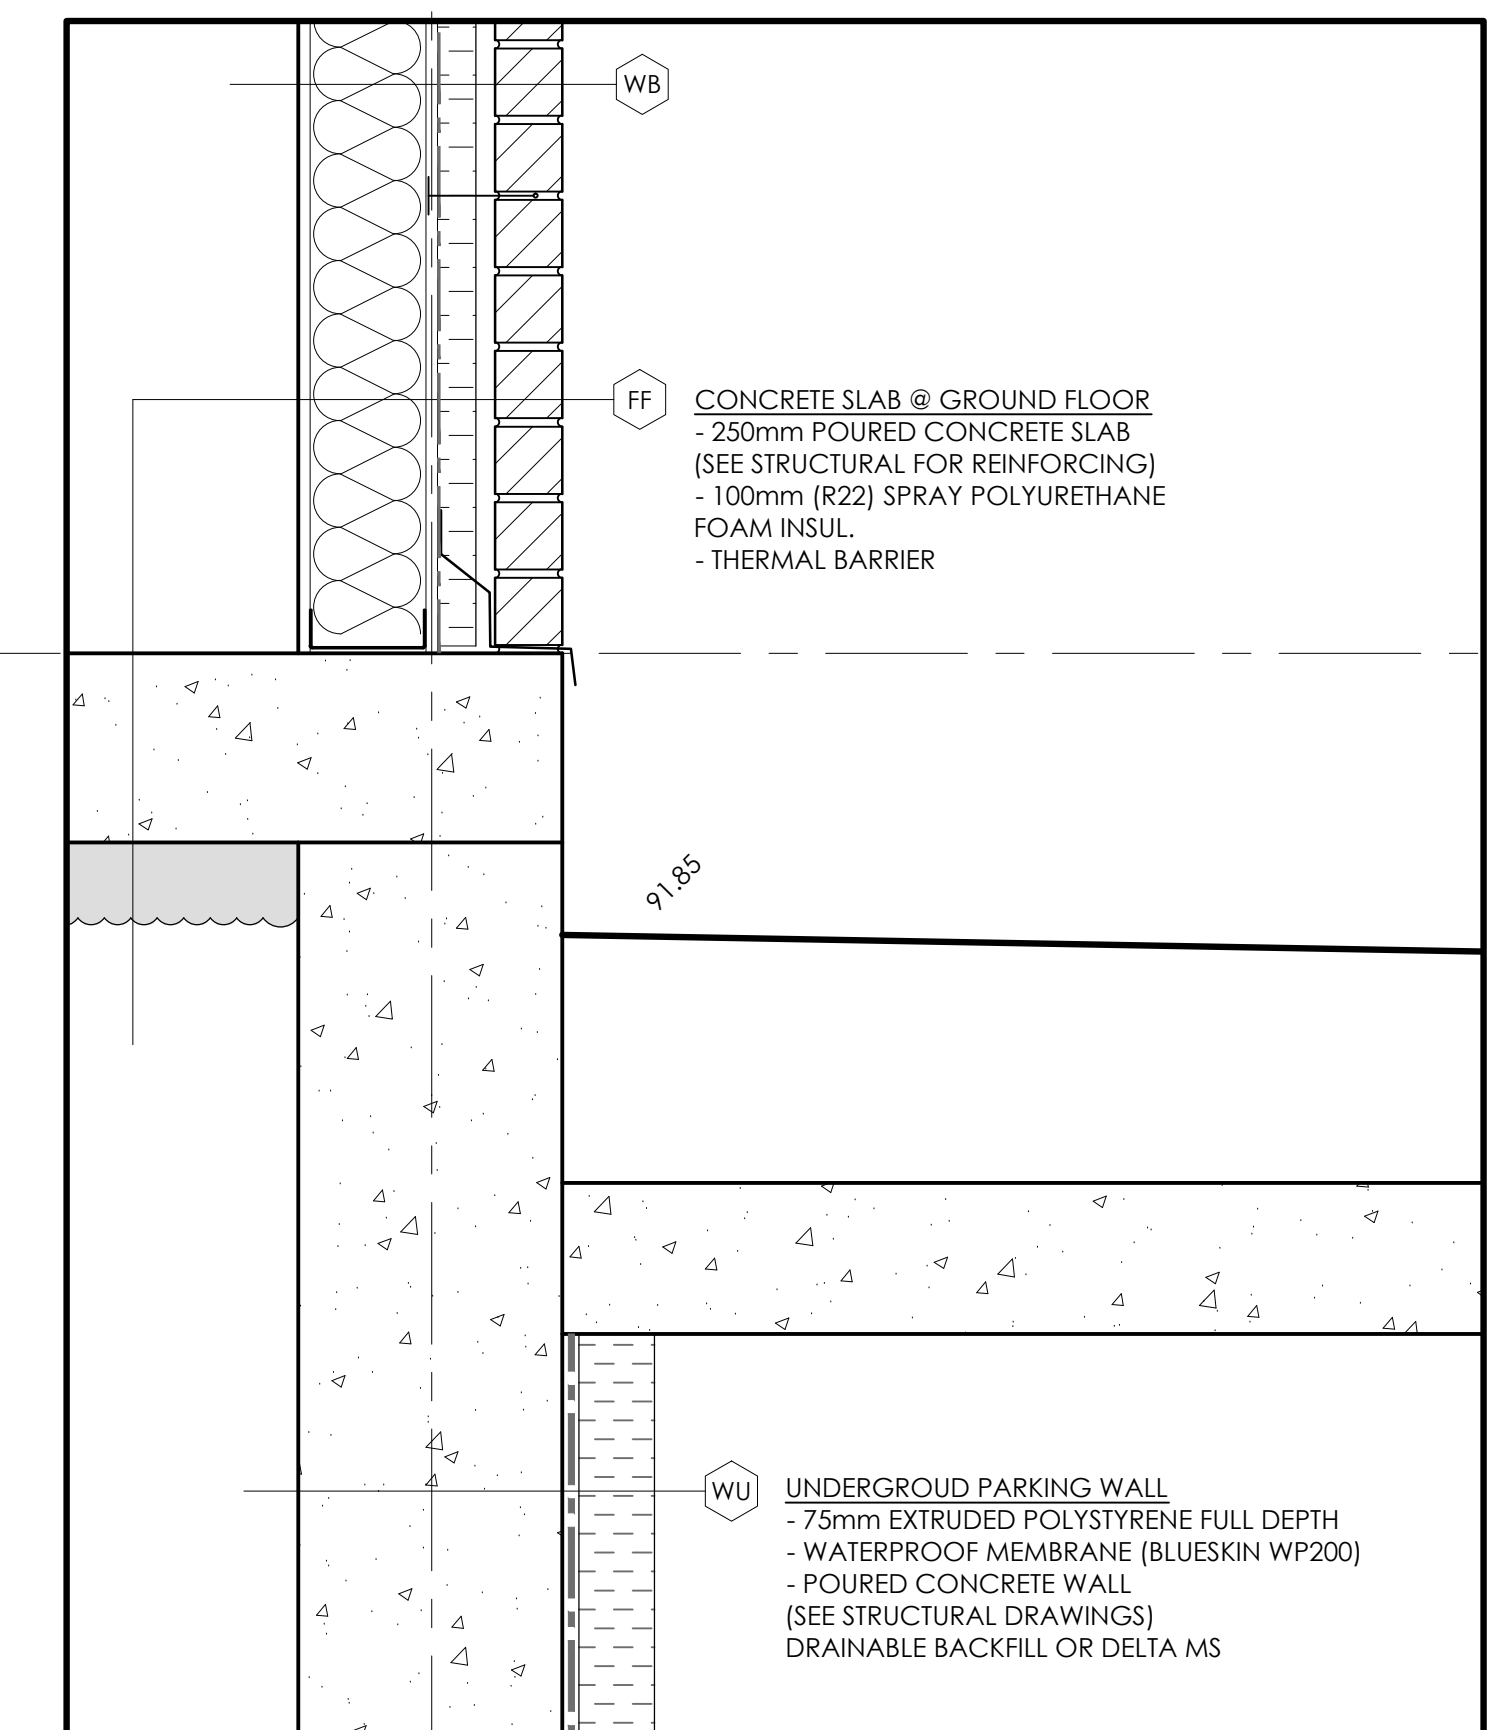 WB
FF
CONCRETE SLAB @ GROUND FLOOR
- 250mm POURED CONCRETE SLAB
(SEE STRUCTURAL FOR REINFORCING)
- 100mm (R22) SPRAY POLYURETHANE
FOAM INSUL.
- THERMAL BARRIER
91.85
WU
UNDERGROUD PARKING WALL
- 75mm EXTRUDED POLYSTYRENE FULL DEPTH
- WATERPROOF MEMBRANE (BLUESKIN WP200)
- POURED CONCRETE WALL
(SEE STRUCTURAL DRAWINGS)
DRAINABLE BACKFILL OR DELTA MS